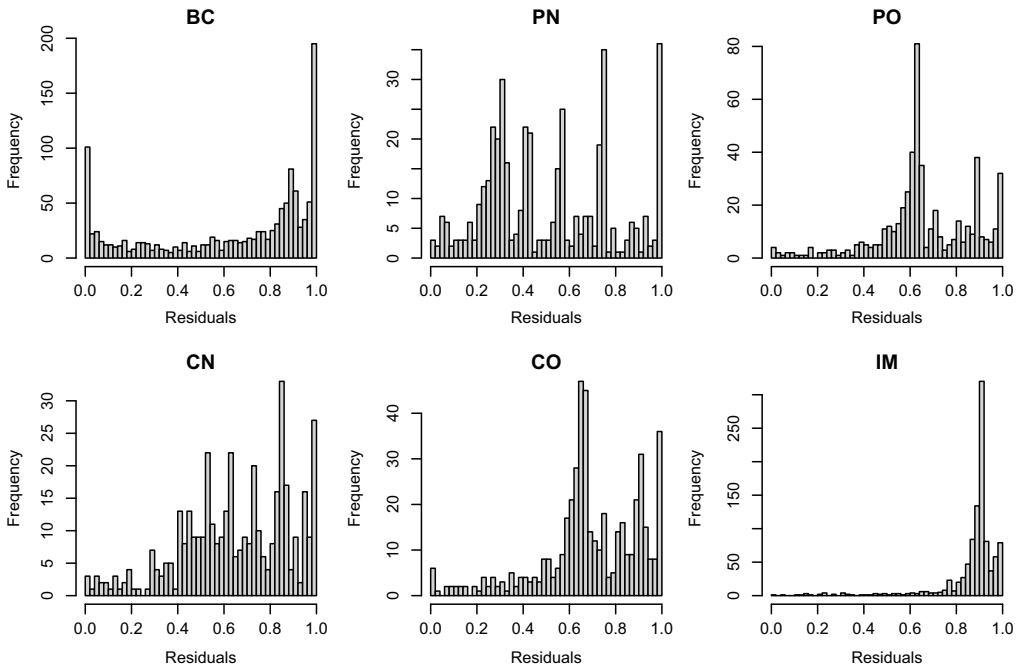 BC
Frequency
0 50 100 150 200
0.0 0.2 0.4 0.6 0.8 1.0
Residuals
PN
Frequency
0 5 10 20 30
0.0 0.2 0.4 0.6 0.8 1.0
Residuals
PO
Frequency
0 20 40 60 80
0.0 0.2 0.4 0.6 0.8 1.0
Residuals
CN
Frequency
0 5 10 15 20 25 30
0.0 0.2 0.4 0.6 0.8 1.0
Residuals
CO
Frequency
0 10 20 30 40
0.0 0.2 0.4 0.6 0.8 1.0
Residuals
IM
Frequency
0 50 150 250
0.0 0.2 0.4 0.6 0.8 1.0
Residuals